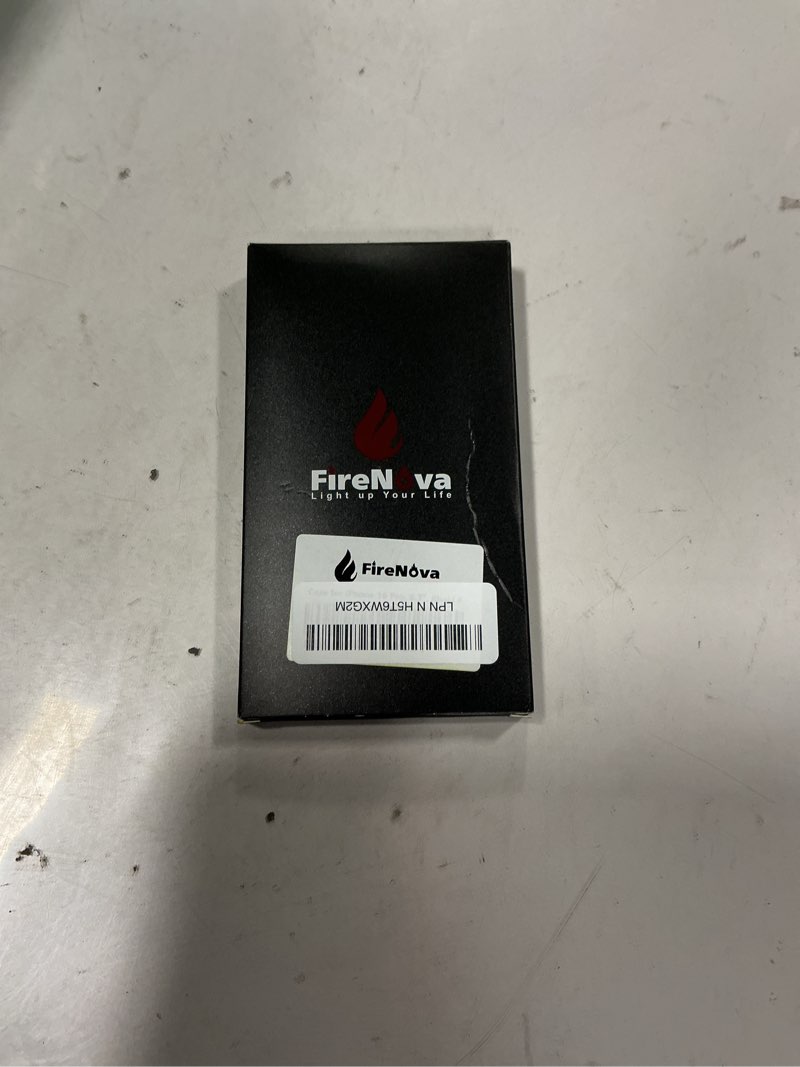 FireNova
Light up Your Life
FireNova
LPN N H5T6WXG2M